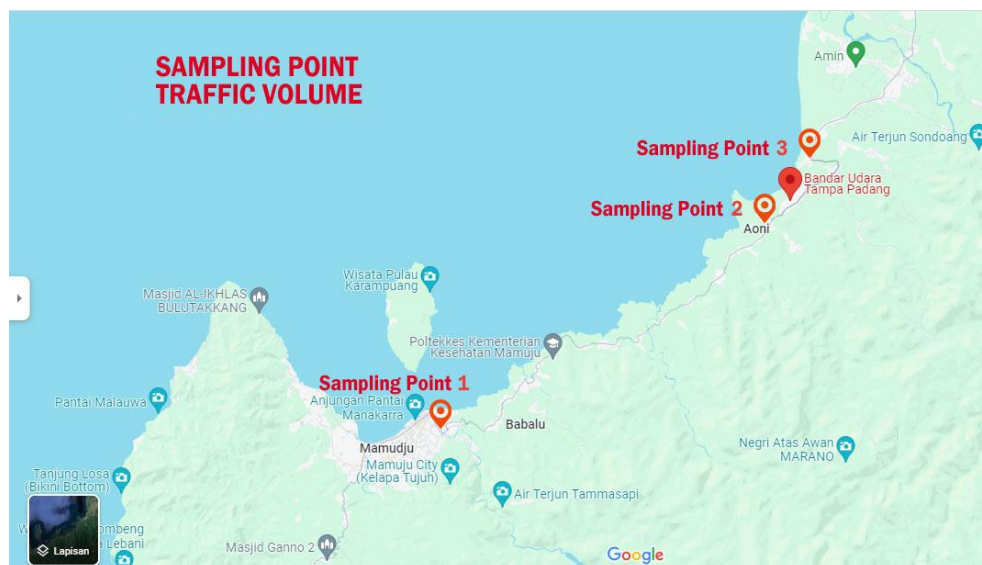 SAMPLING POINT
TRAFFIC VOLUME
Amin
Sampling Point 3
Air Terjun Sondoang
Bandar Udara
Tampa Padang
Sampling Point 2
Aoni
Wisata Pulau
Karampuang
Masjid AL-IKHLAS
BULUTAKKANG
Poltekkes Kementerian
Kesehatan Mamuju
Sampling Point 1
Anjungan Pantai
Manakarra
Pantai Malauwa
Babalu
Mamudju
Mamuju City
(Kelapa Tujuh)
Negri Atas Awan
MARANO
Tanjung Losa
(Bikini Bottom)
Air Terjun Tammasapi
W
ombeng
Lebani
Lapisan
Masjid Ganno 2
Google